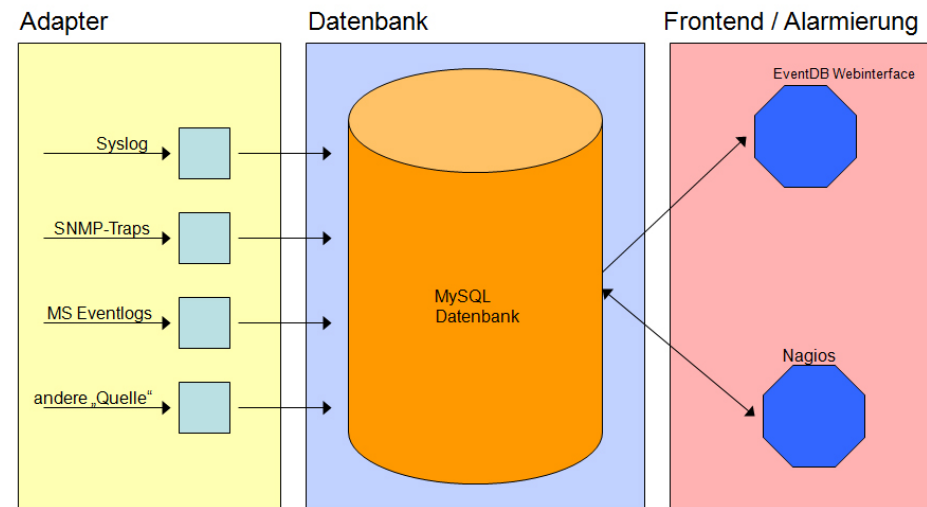 Adapter
Datenbank
Frontend / Alarmierung
EventDB Webinterface
Syslog
SNMP-Traps
MS Eventlogs
andere „Quelle“
MySQL
Datenbank
Nagios